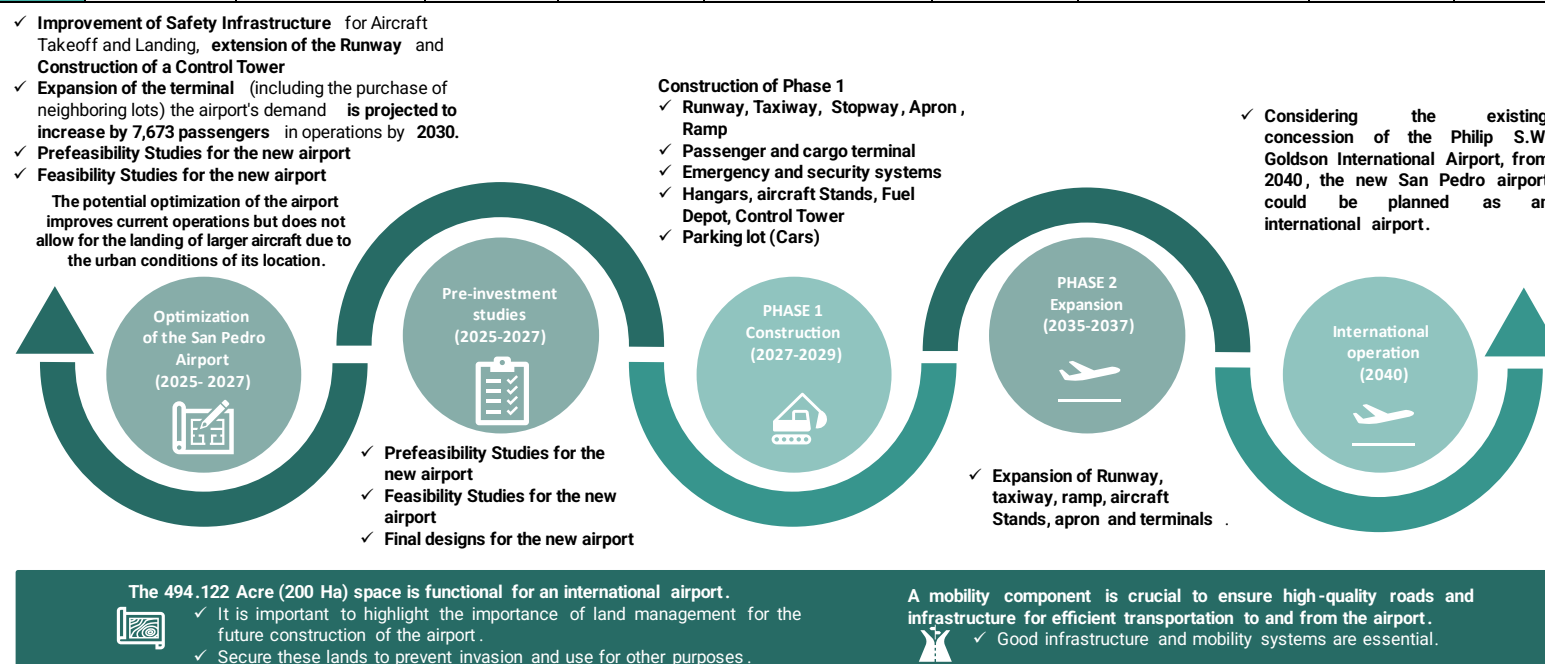 ✓ Improvement of Safety Infrastructure for Aircraft
Takeoff and Landing, extension of the Runway and
Construction of a Control Tower
✓ Expansion of the terminal (including the purchase of
neighboring lots) the airport's demand is projected to
increase by 7,673 passengers in operations by 2030.
✓ Prefeasibility Studies for the new airport
✓ Feasibility Studies for the new airport
The potential optimization of the airport
improves current operations but does not
allow for the landing of larger aircraft due to
the urban conditions of its location.
Optimization
of the San Pedro
Airport
(2025- 2027)
Pre-investment
studies
(2025-2027)
✓ Prefeasibility Studies for the
new airport
✓ Feasibility Studies for the new
airport
✓ Final designs for the new airport
Construction of Phase 1
✓ Runway, Taxiway, Stopway, Apron,
Ramp
✓ Passenger and cargo terminal
✓ Emergency and security systems
✓ Hangars, aircraft Stands, Fuel
Depot, Control Tower
✓ Parking lot (Cars)
PHASE 1
Construction
(2027-2029)
PHASE 2
Expansion
(2035-2037)
✓ Expansion of Runway,
taxiway, ramp, aircraft
Stands, apron and terminals .
✓ Considering the existing
concession of the Philip S.W
Goldson International Airport, from
2040, the new San Pedro airport
could be planned as an
international airport.
International
operation
(2040)
The 494.122 Acre (200 Ha) space is functional for an international airport.
✓ It is important to highlight the importance of land management for the
future construction of the airport.
✓ Secure these lands to prevent invasion and use for other purposes.
A mobility component is crucial to ensure high-quality roads and
infrastructure for efficient transportation to and from the airport.
✓ Good infrastructure and mobility systems are essential.